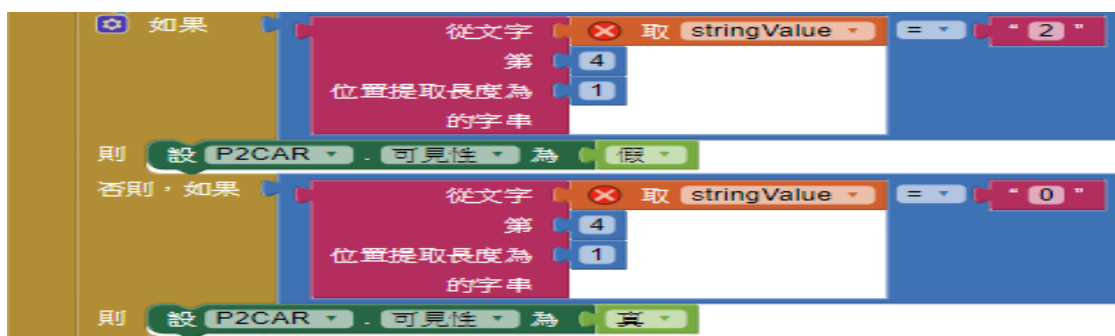 如果 從文字 取 stringValue = " 2 "
第 4
位置提取長度為 1
的字串
則 設 P2CAR . 可見性 為 假
否則，如果 從文字 取 stringValue = " 0 "
第 4
位置提取長度為 1
的字串
則 設 P2CAR . 可見性 為 真